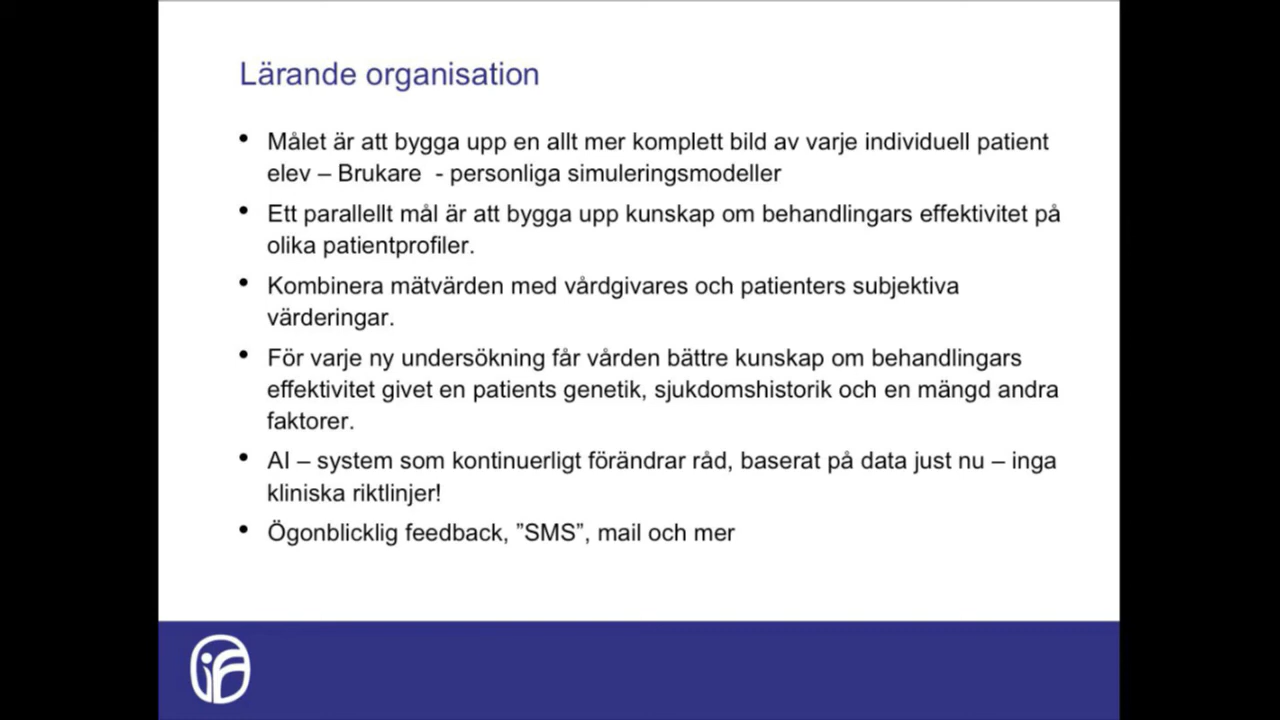 Lärande organisation
• Målet är att bygga upp en allt mer komplett bild av varje individuell patient
elev – Brukare  - personliga simuleringsmodeller
• Ett parallellt mål är att bygga upp kunskap om behandlingars effektivitet på
olika patientprofiler.
• Kombinera mätvärden med vårdgivares och patienters subjektiva
värderingar.
• För varje ny undersökning får vården bättre kunskap om behandlingars
effektivitet givet en patients genetik, sjukdomshistorik och en mängd andra
faktorer.
• AI – system som kontinuerligt förändrar råd, baserat på data just nu – inga
kliniska riktlinjer!
• Ögonblicklig feedback, ”SMS”, mail och mer